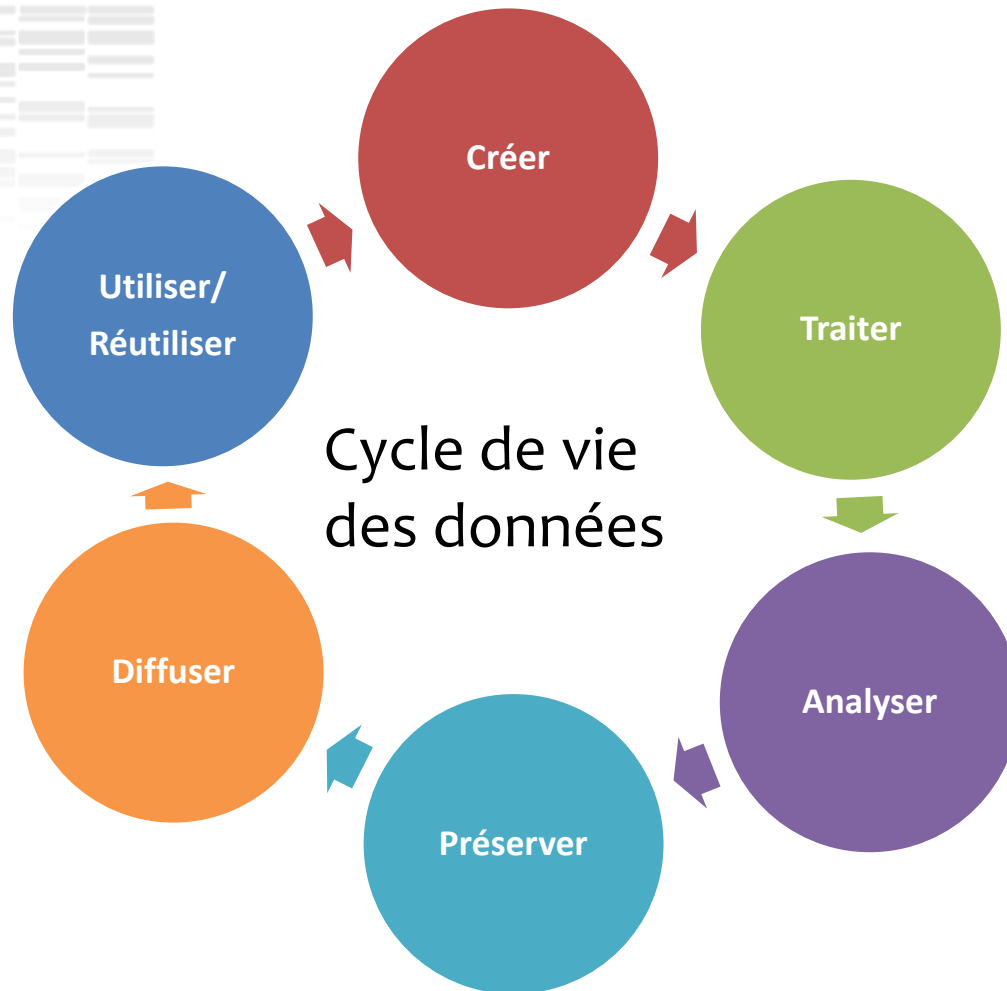 Créer
Traiter
Analyser
Préserver
Diffuser
Utiliser/
Réutiliser
Cycle de vie
des données